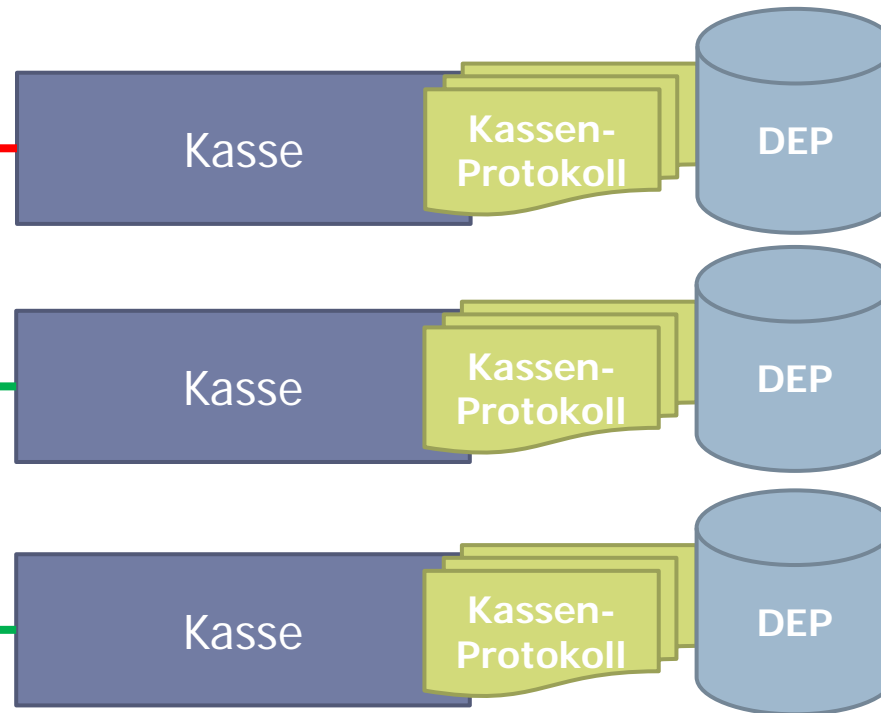 Kasse
Kassen-
Protokoll
DEP
Kasse
Kassen-
Protokoll
DEP
Kasse
Kassen-
Protokoll
DEP